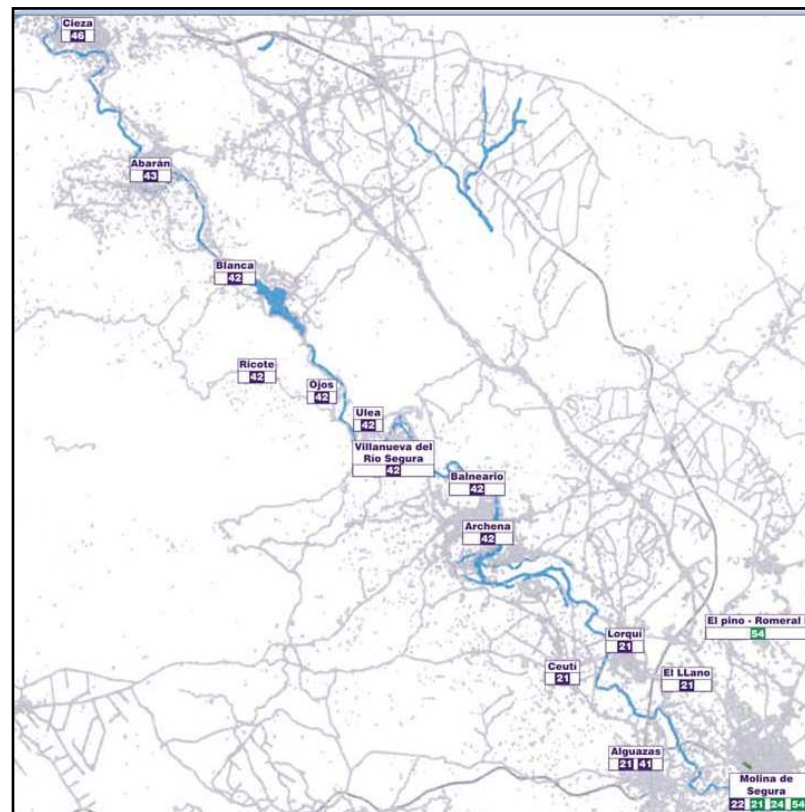 Cieza
46
Abarán
43
Blanca
42
Ricote
42
Ojos
42
Ulea
42
Villanueva del
Río Segura
42
Balneario
42
Archena
42
El pino - Romeral
54
Lorquí
21
Ceutí
21
El LLano
21
Alguazas
21 41
Molina de
Segura
22 21 24 54